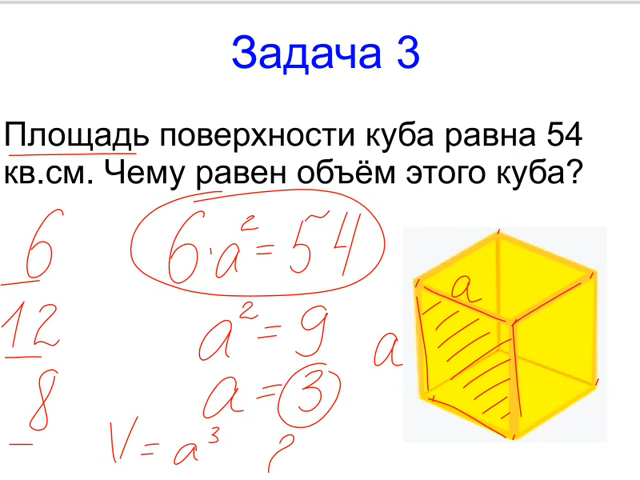 Задача 3
Площадь поверхности куба равна 54
кв.см. Чему равен объём этого куба?
6
6·a²=54
12
a²=9
a
a
8
a=3
V=a³ ?